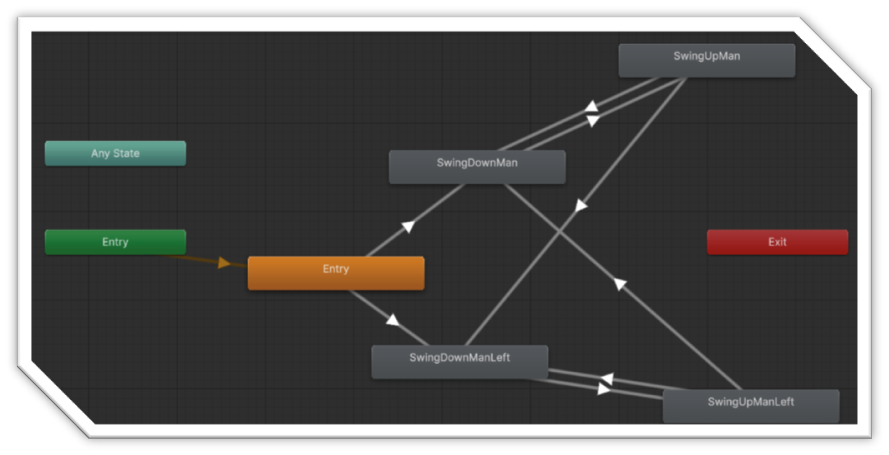 SwingUpMan
Any State
SwingDownMan
Entry
Exit
Entry
SwingDownManLeft
SwingUpManLeft